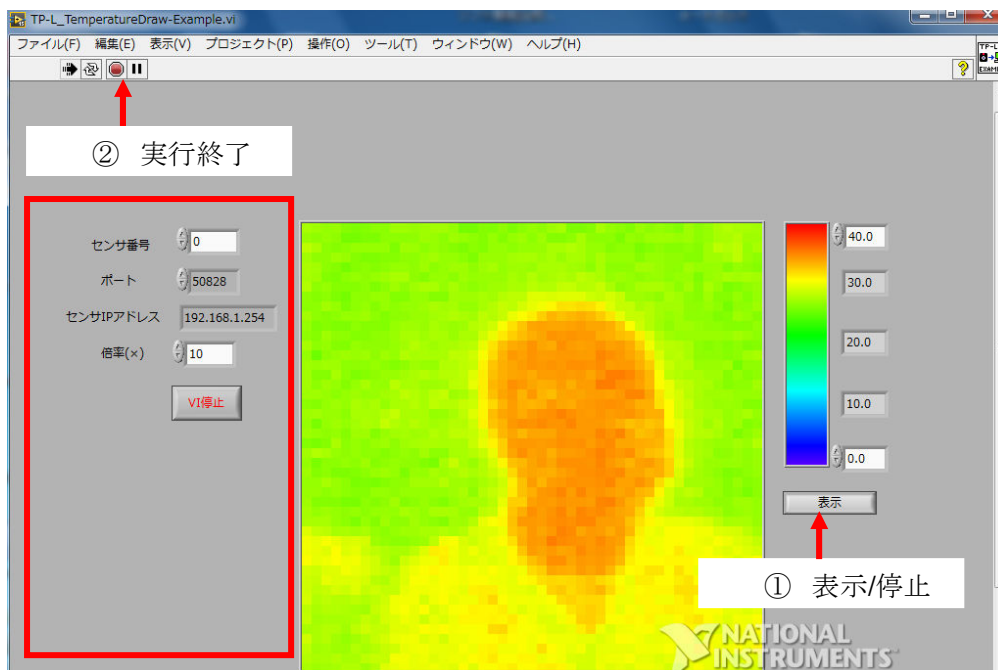 TP-L_TemperatureDraw-Example.vi
ファイル(F) 編集(E) 表示(V) プロジェクト(P) 操作(O) ツール(T) ウィンドウ(W) ヘルプ(H)
TP-L
EXAMP
② 実行終了
センサ番号 0
ポート 50828
センサIPアドレス 192.168.1.254
倍率(×) 10
VI停止
40.0
30.0
20.0
10.0
0.0
表示
① 表示/停止
NATIONAL
INSTRUMENTS